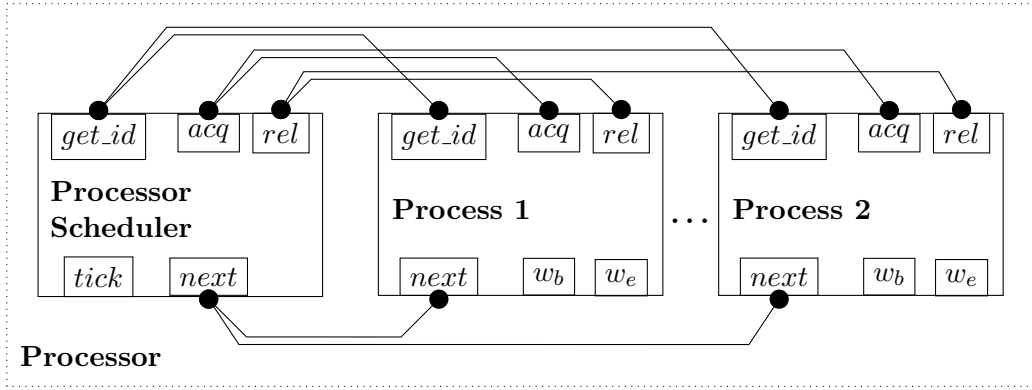 get_id acq rel get_id acq rel get_id acq rel
Processor
Scheduler
Process 1 ... Process 2
tick next next w_b w_e next w_b w_e
Processor